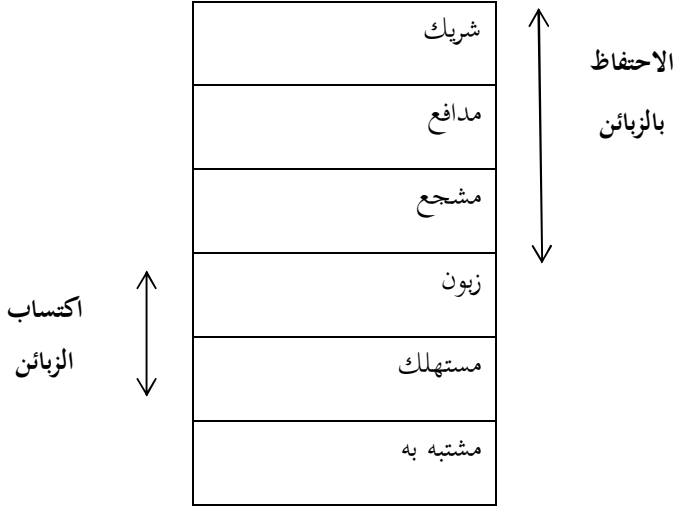 شريك
الاحتفاظ
بالزبائن
مدافع
مشجع
زبون
اكتساب
الزبائن
مستهلك
مشتبه به